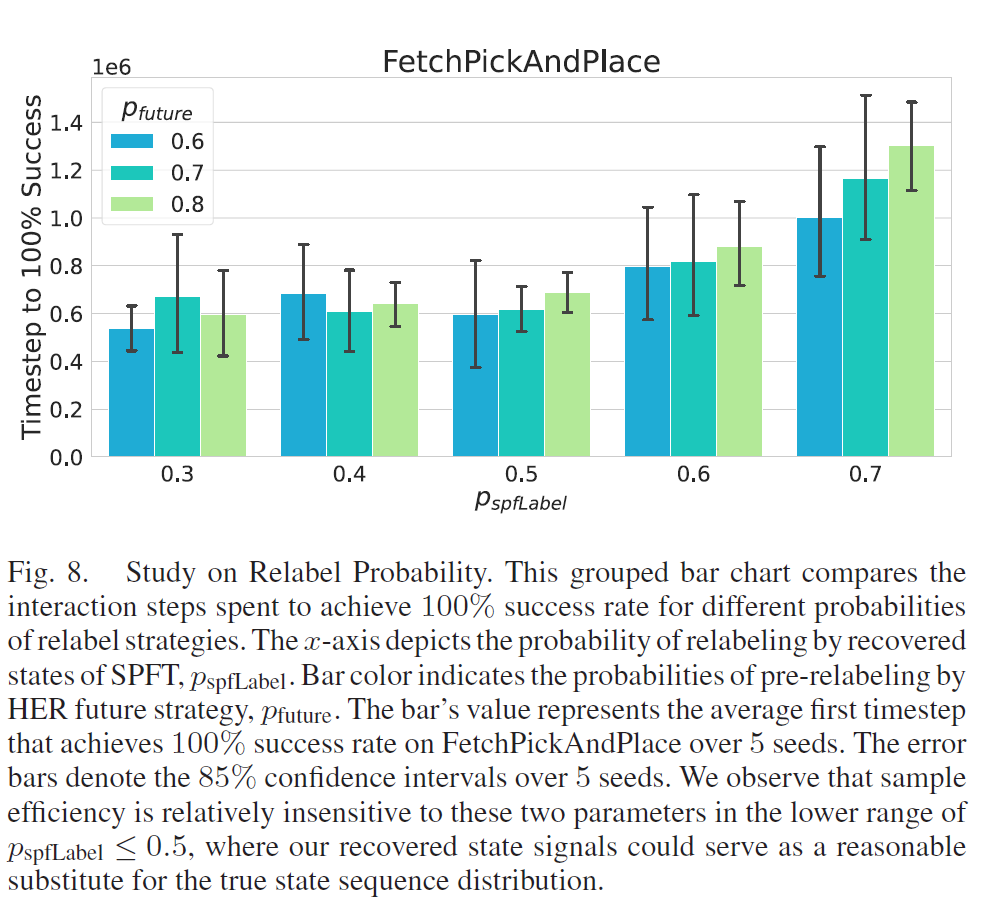 FetchPickAndPlace
1e6
Timestep to 100% Success
1.4
1.2
1.0
0.8
0.6
0.4
0.2
0.0
p_future
0.6
0.7
0.8
0.3 0.4 0.5 0.6 0.7
p_spfLabel
Fig. 8. Study on Relabel Probability. This grouped bar chart compares the
interaction steps spent to achieve 100% success rate for different probabilities
of relabel strategies. The x-axis depicts the probability of relabeling by recovered
states of SPFT, p_spfLabel. Bar color indicates the probabilities of pre-relabeling by
HER future strategy, p_future. The bar's value represents the average first timestep
that achieves 100% success rate on FetchPickAndPlace over 5 seeds. The error
bars denote the 85% confidence intervals over 5 seeds. We observe that sample
efficiency is relatively insensitive to these two parameters in the lower range of
p_spfLabel ≤ 0.5, where our recovered state signals could serve as a reasonable
substitute for the true state sequence distribution.